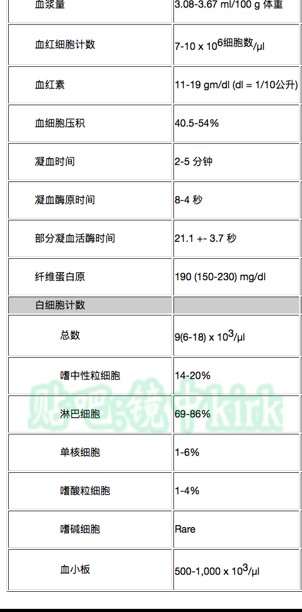 血浆量 3.08-3.67 ml/100 g 体重
血红细胞计数 7-10 x 10⁶细胞数/μl
血红素 11-19 gm/dl (dl = 1/10公升)
血细胞压积 40.5-54%
凝血时间 2-5 分钟
凝血酶原时间 8-4 秒
部分凝血活酶时间 21.1 +- 3.7 秒
纤维蛋白原 190 (150-230) mg/dl
白细胞计数
总数 9(6-18) x 10³/μl
嗜中性粒细胞 14-20%
贴吧:镜中kirk
淋巴细胞 69-86%
单核细胞 1-6%
嗜酸粒细胞 1-4%
嗜碱细胞 Rare
血小板 500-1,000 x 10³/μl